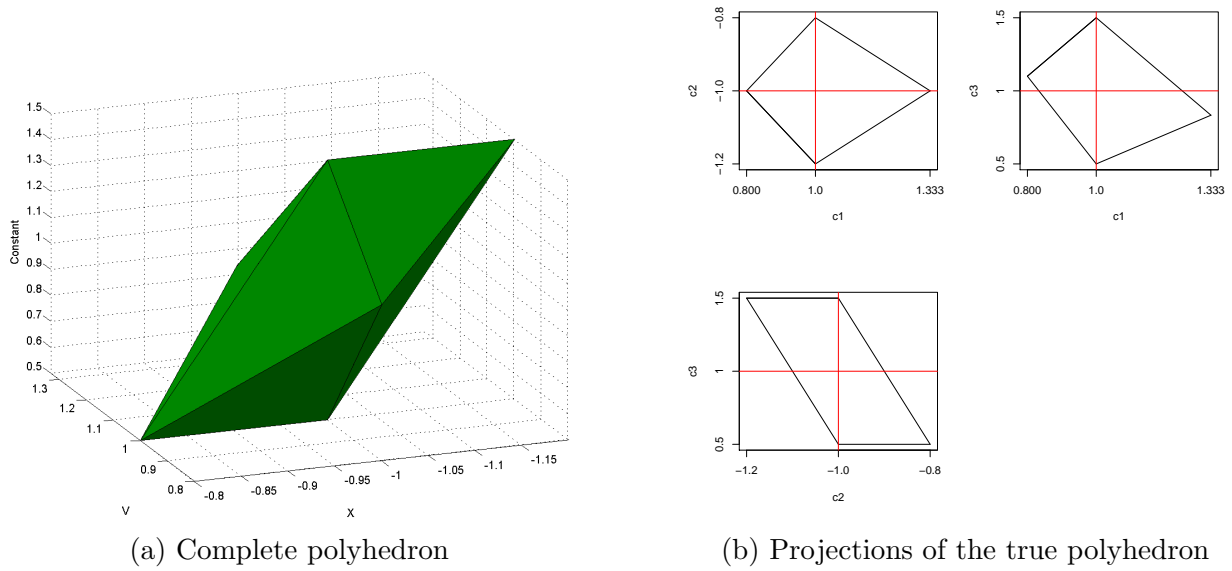 1.5
1.4
1.3
1.2
1.1
1
0.9
0.8
0.7
0.6
0.5
Constant
1.3
1.2
1.1
1
0.9
0.8
V
-0.8
-0.85
-0.9
-0.95
-1
-1.05
-1.1
-1.15
X
(a) Complete polyhedron
−0.8
−1.0
−1.2
c2
0.800 1.0 1.333
c1
1.5
1
0.5
c3
0.800 1.0 1.333
c1
1.5
1
0.5
c3
−1.2 −1.0 −0.8
c2
(b) Projections of the true polyhedron